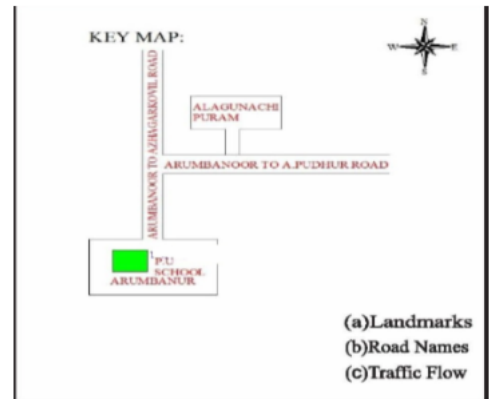 KEY MAP:
N
W
E
S
ARUMBANOOR TO AZHAGARKOVIL ROAD
ALAGUNACHI
PURAM
ARUMBANOOR TO A.PUDHUR ROAD
P.U
SCHOOL
ARUMBANUR
(a)Landmarks
(b)Road Names
(c)Traffic Flow